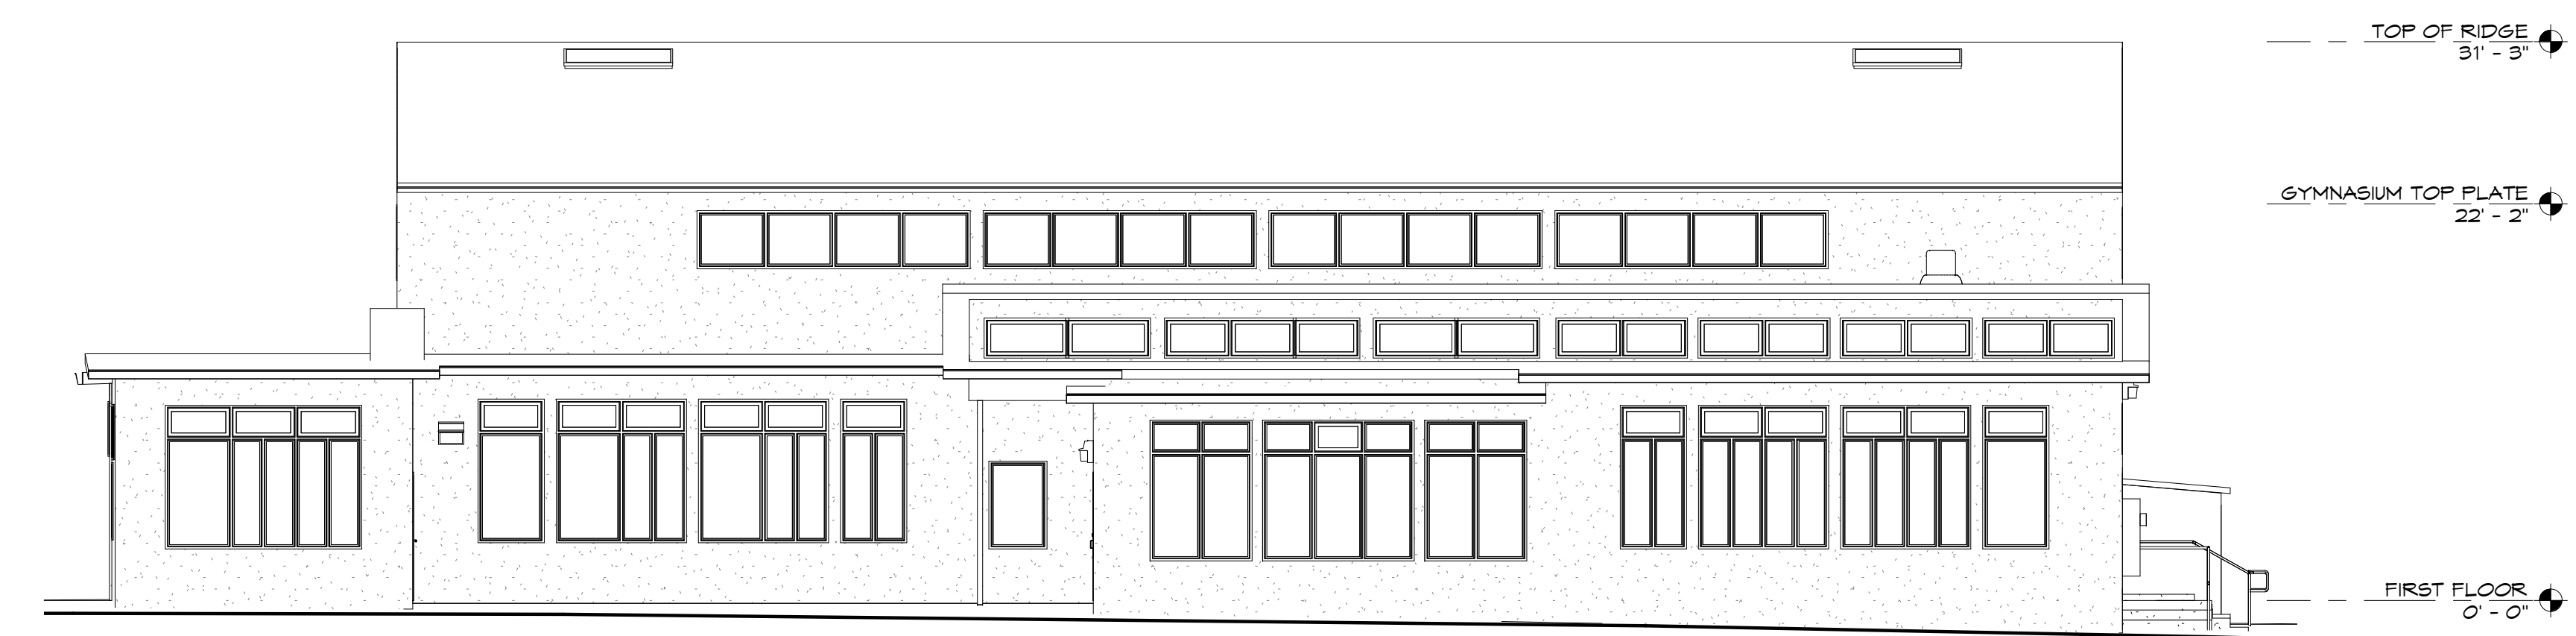 TOP OF RIDGE
31' - 3"
GYMNASIUM TOP PLATE
22' - 2"
FIRST FLOOR
0' - 0"